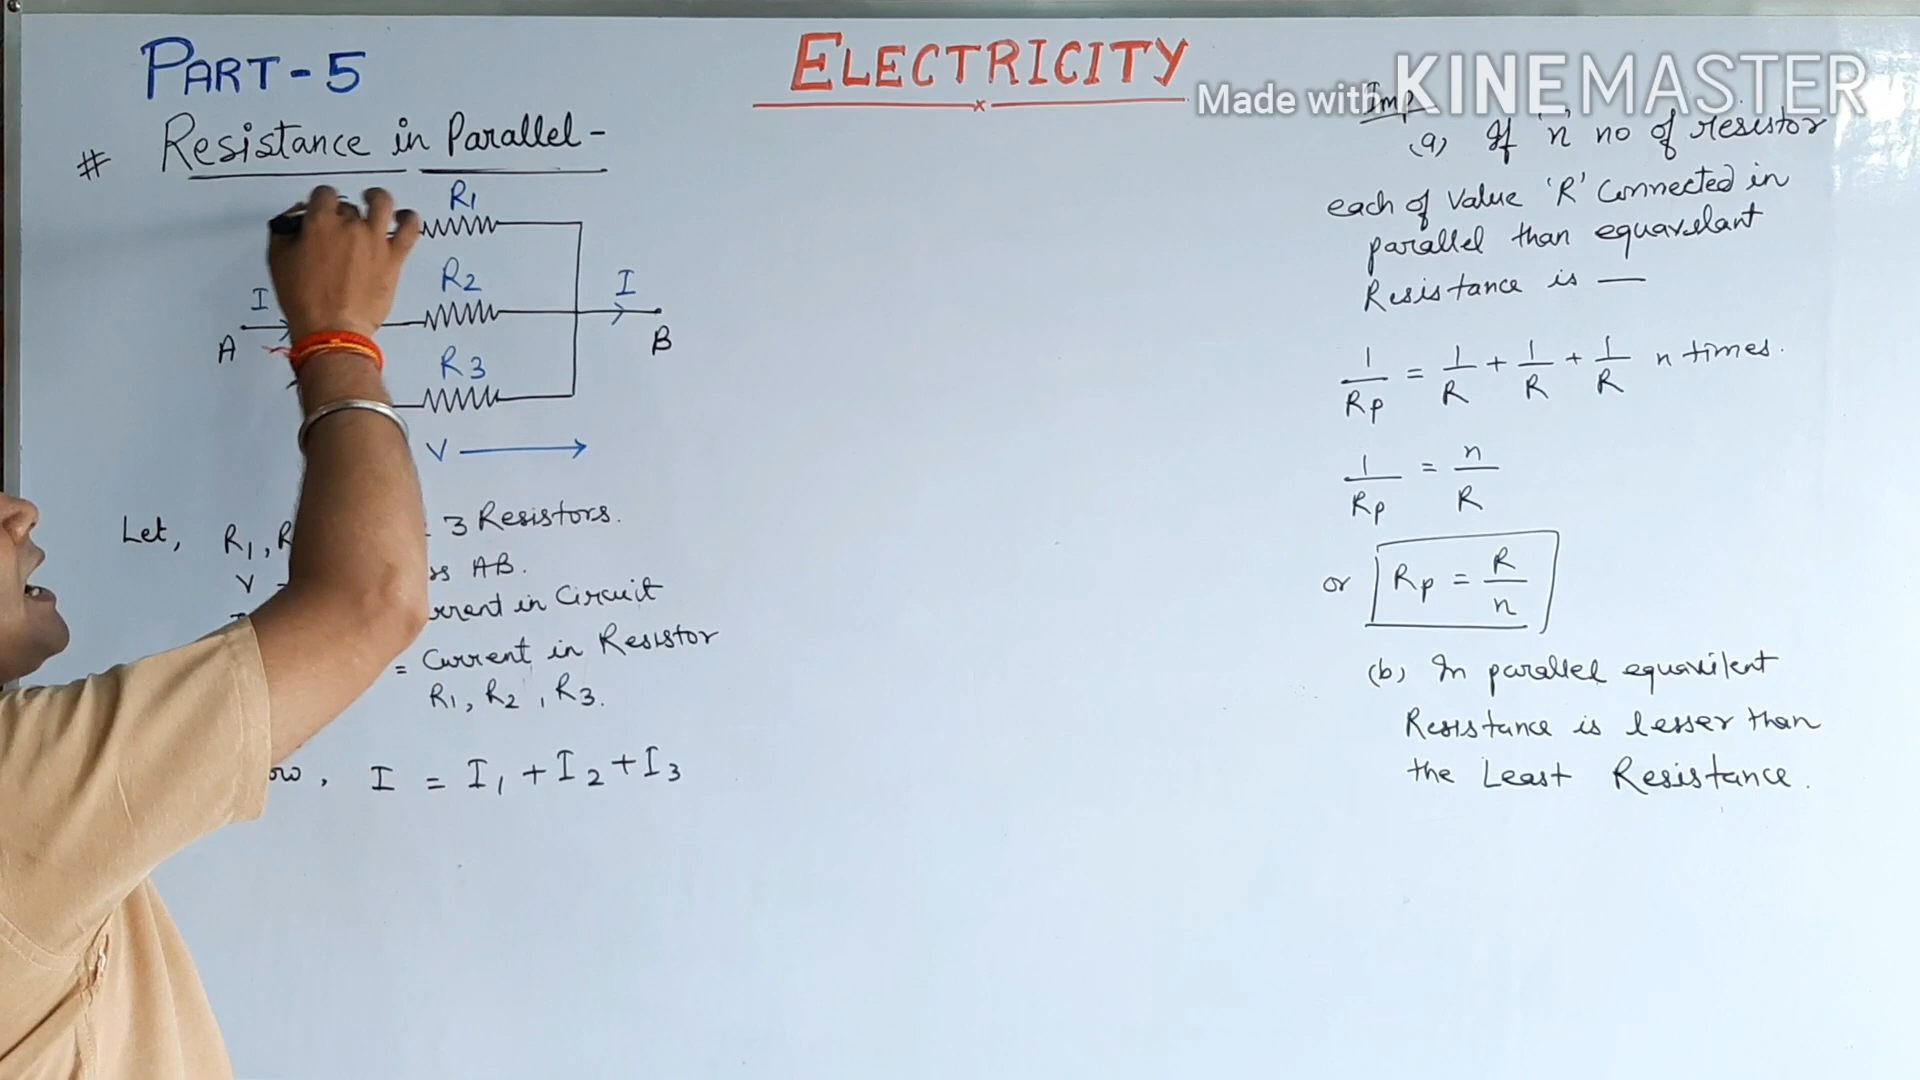 PART-5
ELECTRICITY
Made with KINEMASTER
# Resistance in Parallel -
R1
R2
I
I
A
B
R3
V
Let, R1, R 3 Resistors.
V AB.
in Circuit
= Current in Resistor
R1, R2, R3.
, I = I1 + I2 + I3
Imp
(a) If 'n' no of resistor
each of value 'R' Connected in
parallel than equavelant
Resistance is —
1/Rp = 1/R + 1/R + 1/R n times.
1/Rp = n/R
or Rp = R/n
(b) In parallel equavilent
Resistance is lesser than
the Least Resistance.